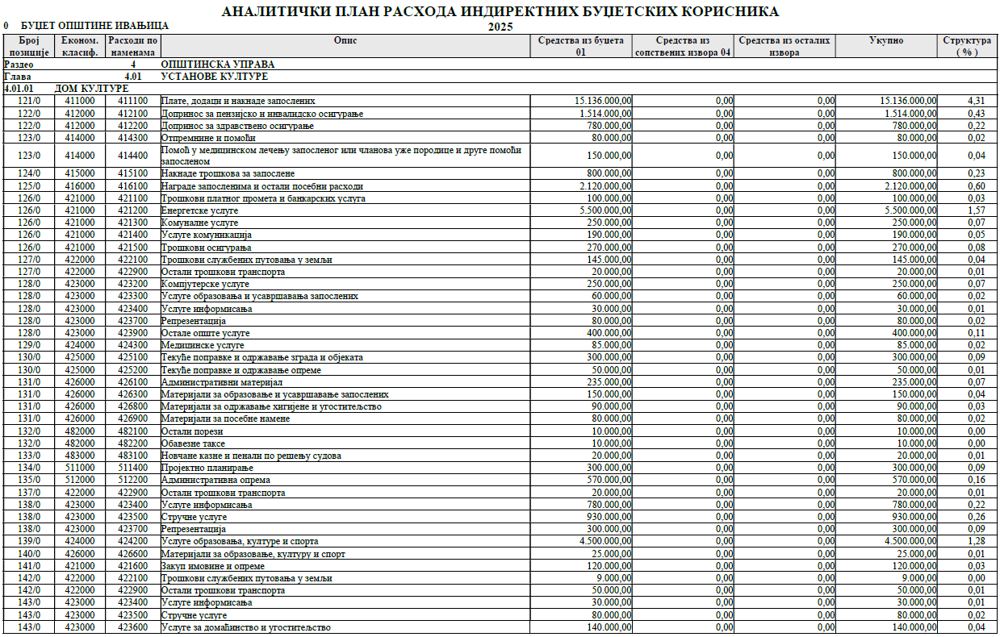 АНАЛИТИЧКИ ПЛАН РАСХОДА ИНДИРЕКТНИХ БУЏЕТСКИХ КОРИСНИКА
0 БУЏЕТ ОПШТИНЕ ИВАЊИЦА 2025
Број позиције Економ. класиф. Расходи по наменама Опис Средства из буџета 01 Средства из сопствених извора 04 Средства из осталих извора Укупно Структура ( % )
Раздео 4 ОПШТИНСКА УПРАВА
Глава 4.01 УСТАНОВЕ КУЛТУРЕ
4.01.01 ДОМ КУЛТУРЕ
121/0 411000 411100 Плате, додаци и накнаде запослених 15.136.000,00 0,00 0,00 15.136.000,00 4,31
122/0 412000 412100 Допринос за пензијско и инвалидско осигурање 1.514.000,00 0,00 0,00 1.514.000,00 0,43
122/0 412000 412200 Допринос за здравствено осигурање 780.000,00 0,00 0,00 780.000,00 0,22
123/0 414000 414300 Отпремнине и помоћи 80.000,00 0,00 0,00 80.000,00 0,02
123/0 414000 414400 Помоћ у медицинском лечењу запосленог или чланова уже породице и друге помоћи запосленом 150.000,00 0,00 0,00 150.000,00 0,04
124/0 415000 415100 Накнаде трошкова за запослене 800.000,00 0,00 0,00 800.000,00 0,23
125/0 416000 416100 Награде запосленима и остали посебни расходи 2.120.000,00 0,00 0,00 2.120.000,00 0,60
126/0 421000 421100 Трошкови платног промета и банкарских услуга 100.000,00 0,00 0,00 100.000,00 0,03
126/0 421000 421200 Енергетске услуге 5.500.000,00 0,00 0,00 5.500.000,00 1,57
126/0 421000 421300 Комуналне услуге 250.000,00 0,00 0,00 250.000,00 0,07
126/0 421000 421400 Услуге комуникација 190.000,00 0,00 0,00 190.000,00 0,05
126/0 421000 421500 Трошкови осигурања 270.000,00 0,00 0,00 270.000,00 0,08
127/0 422000 422100 Трошкови службених путовања у земљи 145.000,00 0,00 0,00 145.000,00 0,04
127/0 422000 422900 Остали трошкови транспорта 20.000,00 0,00 0,00 20.000,00 0,01
128/0 423000 423200 Компјутерске услуге 250.000,00 0,00 0,00 250.000,00 0,07
128/0 423000 423300 Услуге образовања и усавршавања запослених 60.000,00 0,00 0,00 60.000,00 0,02
128/0 423000 423400 Услуге информисања 30.000,00 0,00 0,00 30.000,00 0,01
128/0 423000 423700 Репрезентација 80.000,00 0,00 0,00 80.000,00 0,02
128/0 423000 423900 Остале опште услуге 400.000,00 0,00 0,00 400.000,00 0,11
129/0 424000 424300 Медицинске услуге 85.000,00 0,00 0,00 85.000,00 0,02
130/0 425000 425100 Текуће поправке и одржавање зграда и објеката 300.000,00 0,00 0,00 300.000,00 0,09
130/0 425000 425200 Текуће поправке и одржавање опреме 50.000,00 0,00 0,00 50.000,00 0,01
131/0 426000 426100 Административни материјал 235.000,00 0,00 0,00 235.000,00 0,07
131/0 426000 426300 Материјали за образовање и усавршавање запослених 150.000,00 0,00 0,00 150.000,00 0,04
131/0 426000 426800 Материјали за одржавање хигијене и угоститељство 90.000,00 0,00 0,00 90.000,00 0,03
131/0 426000 426900 Материјали за посебне намене 80.000,00 0,00 0,00 80.000,00 0,02
132/0 482000 482100 Остали порези 10.000,00 0,00 0,00 10.000,00 0,00
132/0 482000 482200 Обавезне таксе 10.000,00 0,00 0,00 10.000,00 0,00
133/0 483000 483100 Новчане казне и пенали по решењу судова 20.000,00 0,00 0,00 20.000,00 0,01
134/0 511000 511400 Пројектно планирање 300.000,00 0,00 0,00 300.000,00 0,09
135/0 512000 512200 Административна опрема 570.000,00 0,00 0,00 570.000,00 0,16
137/0 422000 422900 Остали трошкови транспорта 20.000,00 0,00 0,00 20.000,00 0,01
138/0 423000 423400 Услуге информисања 780.000,00 0,00 0,00 780.000,00 0,22
138/0 423000 423500 Стручне услуге 930.000,00 0,00 0,00 930.000,00 0,26
138/0 423000 423700 Репрезентација 300.000,00 0,00 0,00 300.000,00 0,09
139/0 424000 424200 Услуге образовања, културе и спорта 4.500.000,00 0,00 0,00 4.500.000,00 1,28
140/0 426000 426600 Материјали за образовање, културу и спорт 25.000,00 0,00 0,00 25.000,00 0,01
141/0 421000 421600 Закуп имовине и опреме 120.000,00 0,00 0,00 120.000,00 0,03
142/0 422000 422100 Трошкови службених путовања у земљи 9.000,00 0,00 0,00 9.000,00 0,00
142/0 422000 422900 Остали трошкови транспорта 50.000,00 0,00 0,00 50.000,00 0,01
143/0 423000 423400 Услуге информисања 30.000,00 0,00 0,00 30.000,00 0,01
143/0 423000 423500 Стручне услуге 80.000,00 0,00 0,00 80.000,00 0,02
143/0 423000 423600 Услуге за домаћинство и угоститељство 140.000,00 0,00 0,00 140.000,00 0,04